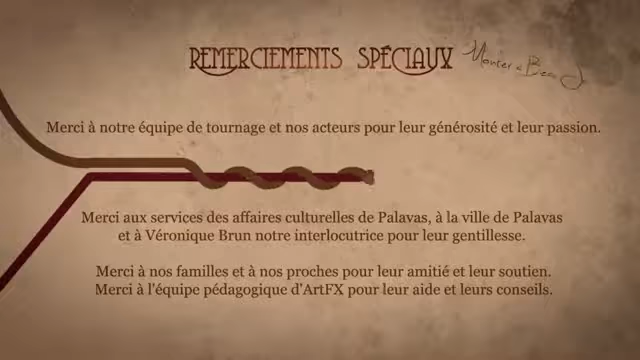 REMERCIEMENTS SPÉCIAUX
Merci à notre équipe de tournage et nos acteurs pour leur générosité et leur passion.
Merci aux services des affaires culturelles de Palavas, à la ville de Palavas
et à Véronique Brun notre interlocutrice pour leur gentillesse.
Merci à nos familles et à nos proches pour leur amitié et leur soutien.
Merci à l'équipe pédagogique d'ArtFX pour leur aide et leurs conseils.